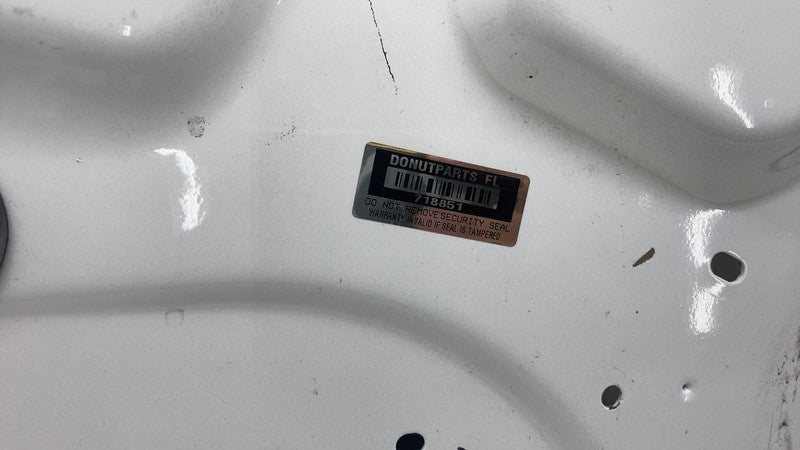 DONUTPARTS FL
718851
DO NOT REMOVE SECURITY SEAL
WARRANTY INVALID IF SEAL IS TAMPERED